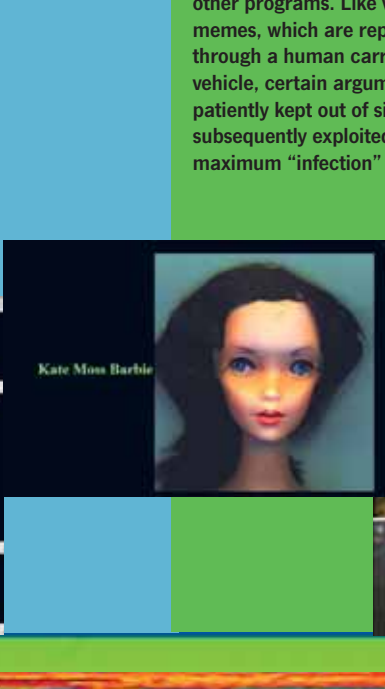 other programs. Like
memes, which are rep
through a human carr
vehicle, certain argum
patiently kept out of si
subsequently exploited
maximum “infection”
Kate Moss Barbie